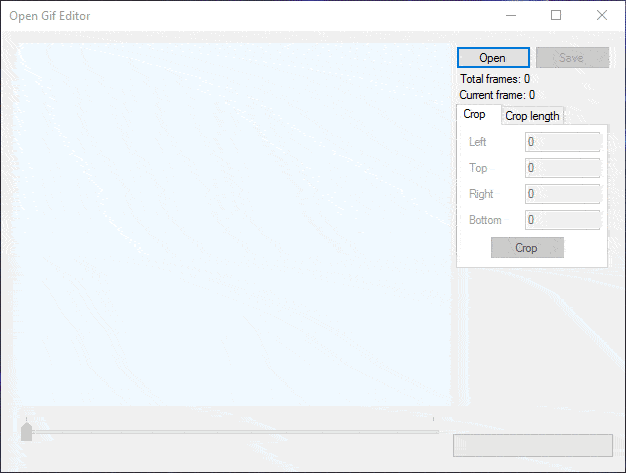 Open Gif Editor
Open Save
Total frames: 0
Current frame: 0
Crop Crop length
Left 0
Top 0
Right 0
Bottom 0
Crop